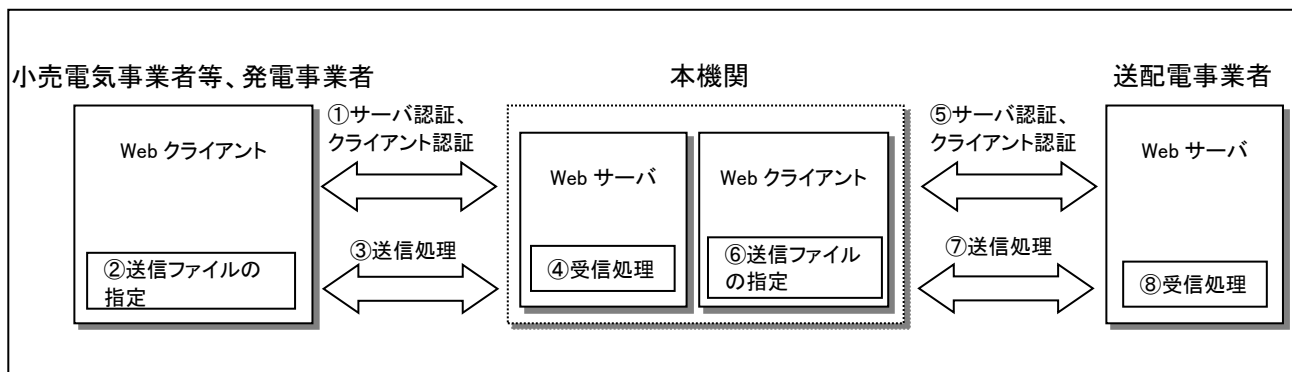 小売電気事業者等、発電事業者
本機関
送配電事業者
Web クライアント
①サーバ認証、
クライアント認証
②送信ファイルの
指定
③送信処理
Web サーバ
④受信処理
Web クライアント
⑥送信ファイル
の指定
⑤サーバ認証、
クライアント認証
⑦送信処理
Web サーバ
⑧受信処理